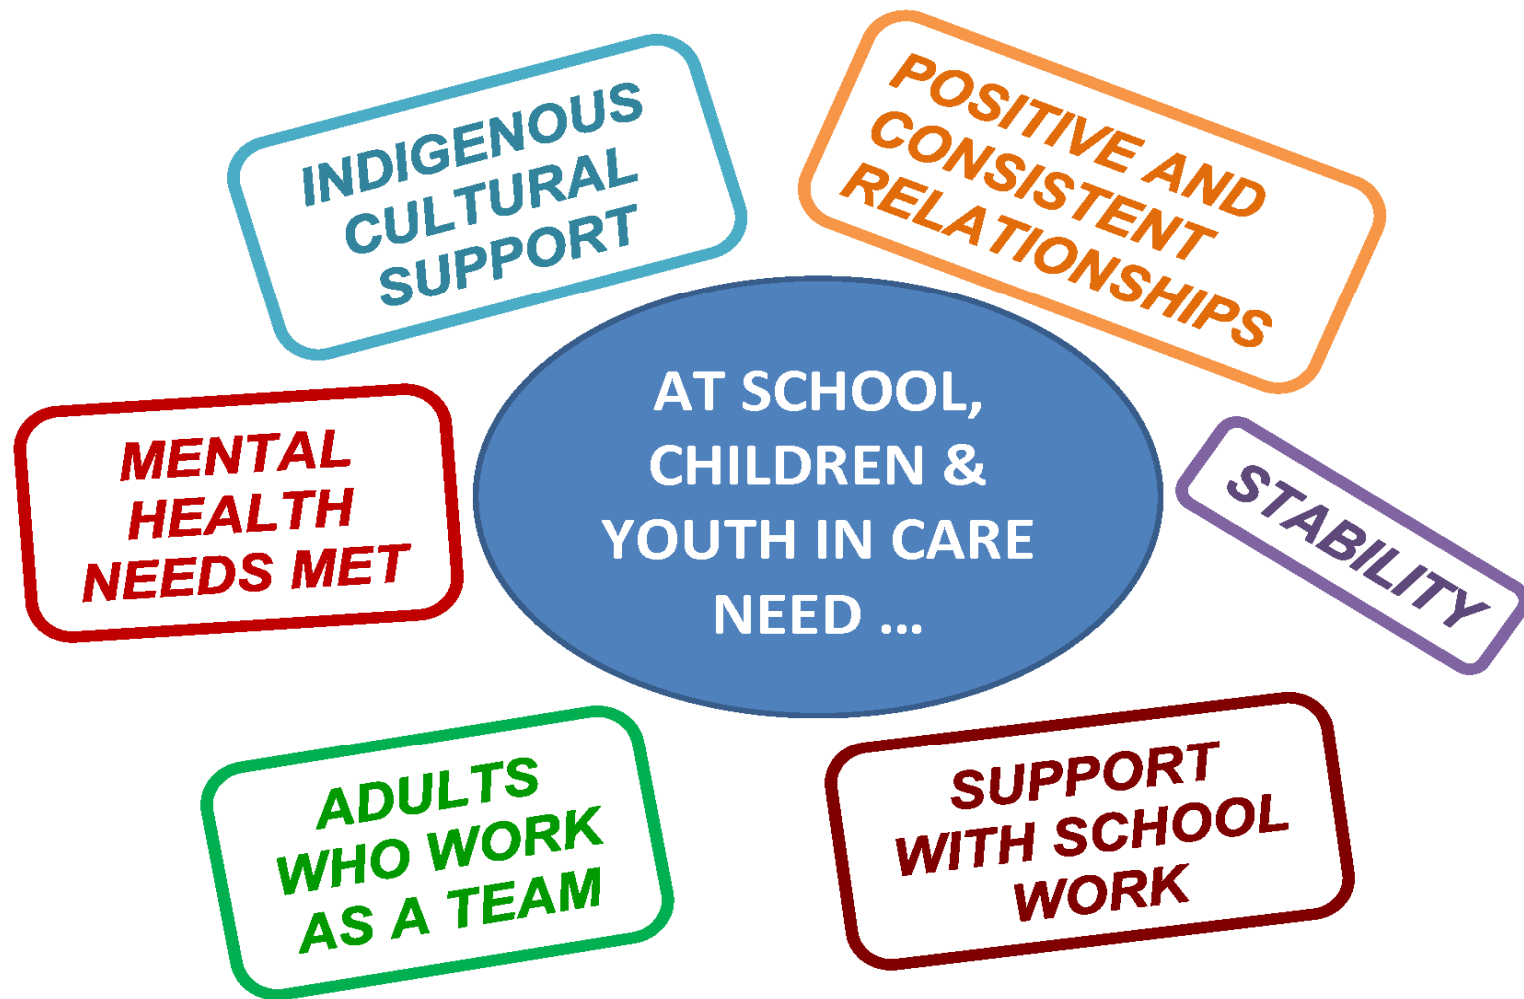 INDIGENOUS
CULTURAL
SUPPORT
POSITIVE AND
CONSISTENT
RELATIONSHIPS
AT SCHOOL,
CHILDREN &
YOUTH IN CARE
NEED ...
MENTAL
HEALTH
NEEDS MET
STABILITY
ADULTS
WHO WORK
AS A TEAM
SUPPORT
WITH SCHOOL
WORK